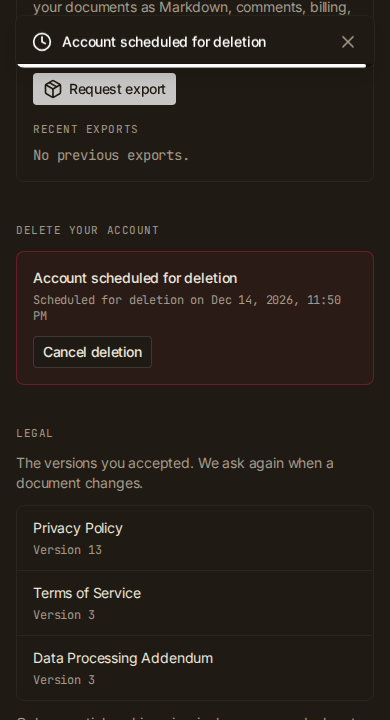 your documents as Markdown, comments, billing,
Account scheduled for deletion
Request export
RECENT EXPORTS
No previous exports.
DELETE YOUR ACCOUNT
Account scheduled for deletion
Scheduled for deletion on Dec 14, 2026, 11:50
PM
Cancel deletion
LEGAL
The versions you accepted. We ask again when a
document changes.
Privacy Policy
Version 13
Terms of Service
Version 3
Data Processing Addendum
Version 3